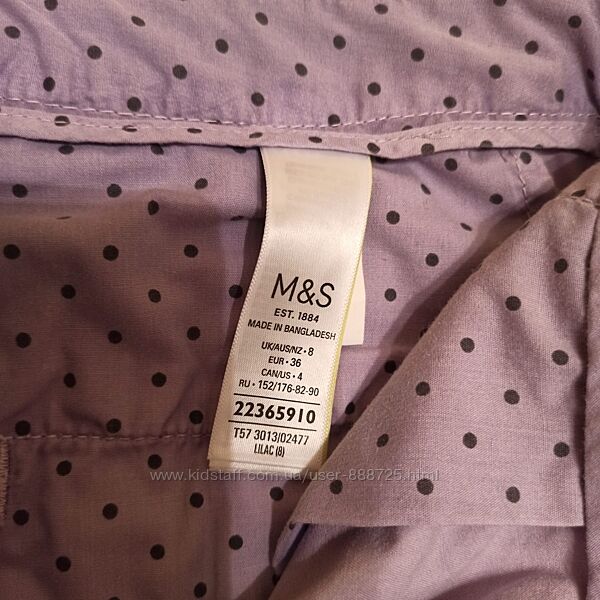 M&S
EST. 1884
MADE IN BANGLADESH
UK/AUS/NZ • 8
EUR • 36
CAN/US • 4
RU • 152/176-82-90
22365910
T57 3013/02477
LILAC (8)
www.kidstaff.com.ua/user-888725.html